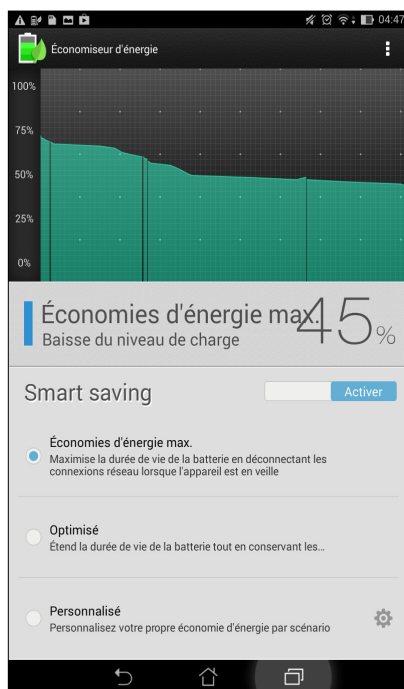 04:47
Économiseur d'énergie
100%
75%
50%
25%
0%
Économies d'énergie max.
45%
Baisse du niveau de charge
Smart saving
Activer
Économies d'énergie max.
Maximise la durée de vie de la batterie en déconnectant les
connexions réseau lorsque l'appareil est en veille
Optimisé
Étend la durée de vie de la batterie tout en conservant les...
Personnalisé
Personnalisez votre propre économie d'énergie par scénario